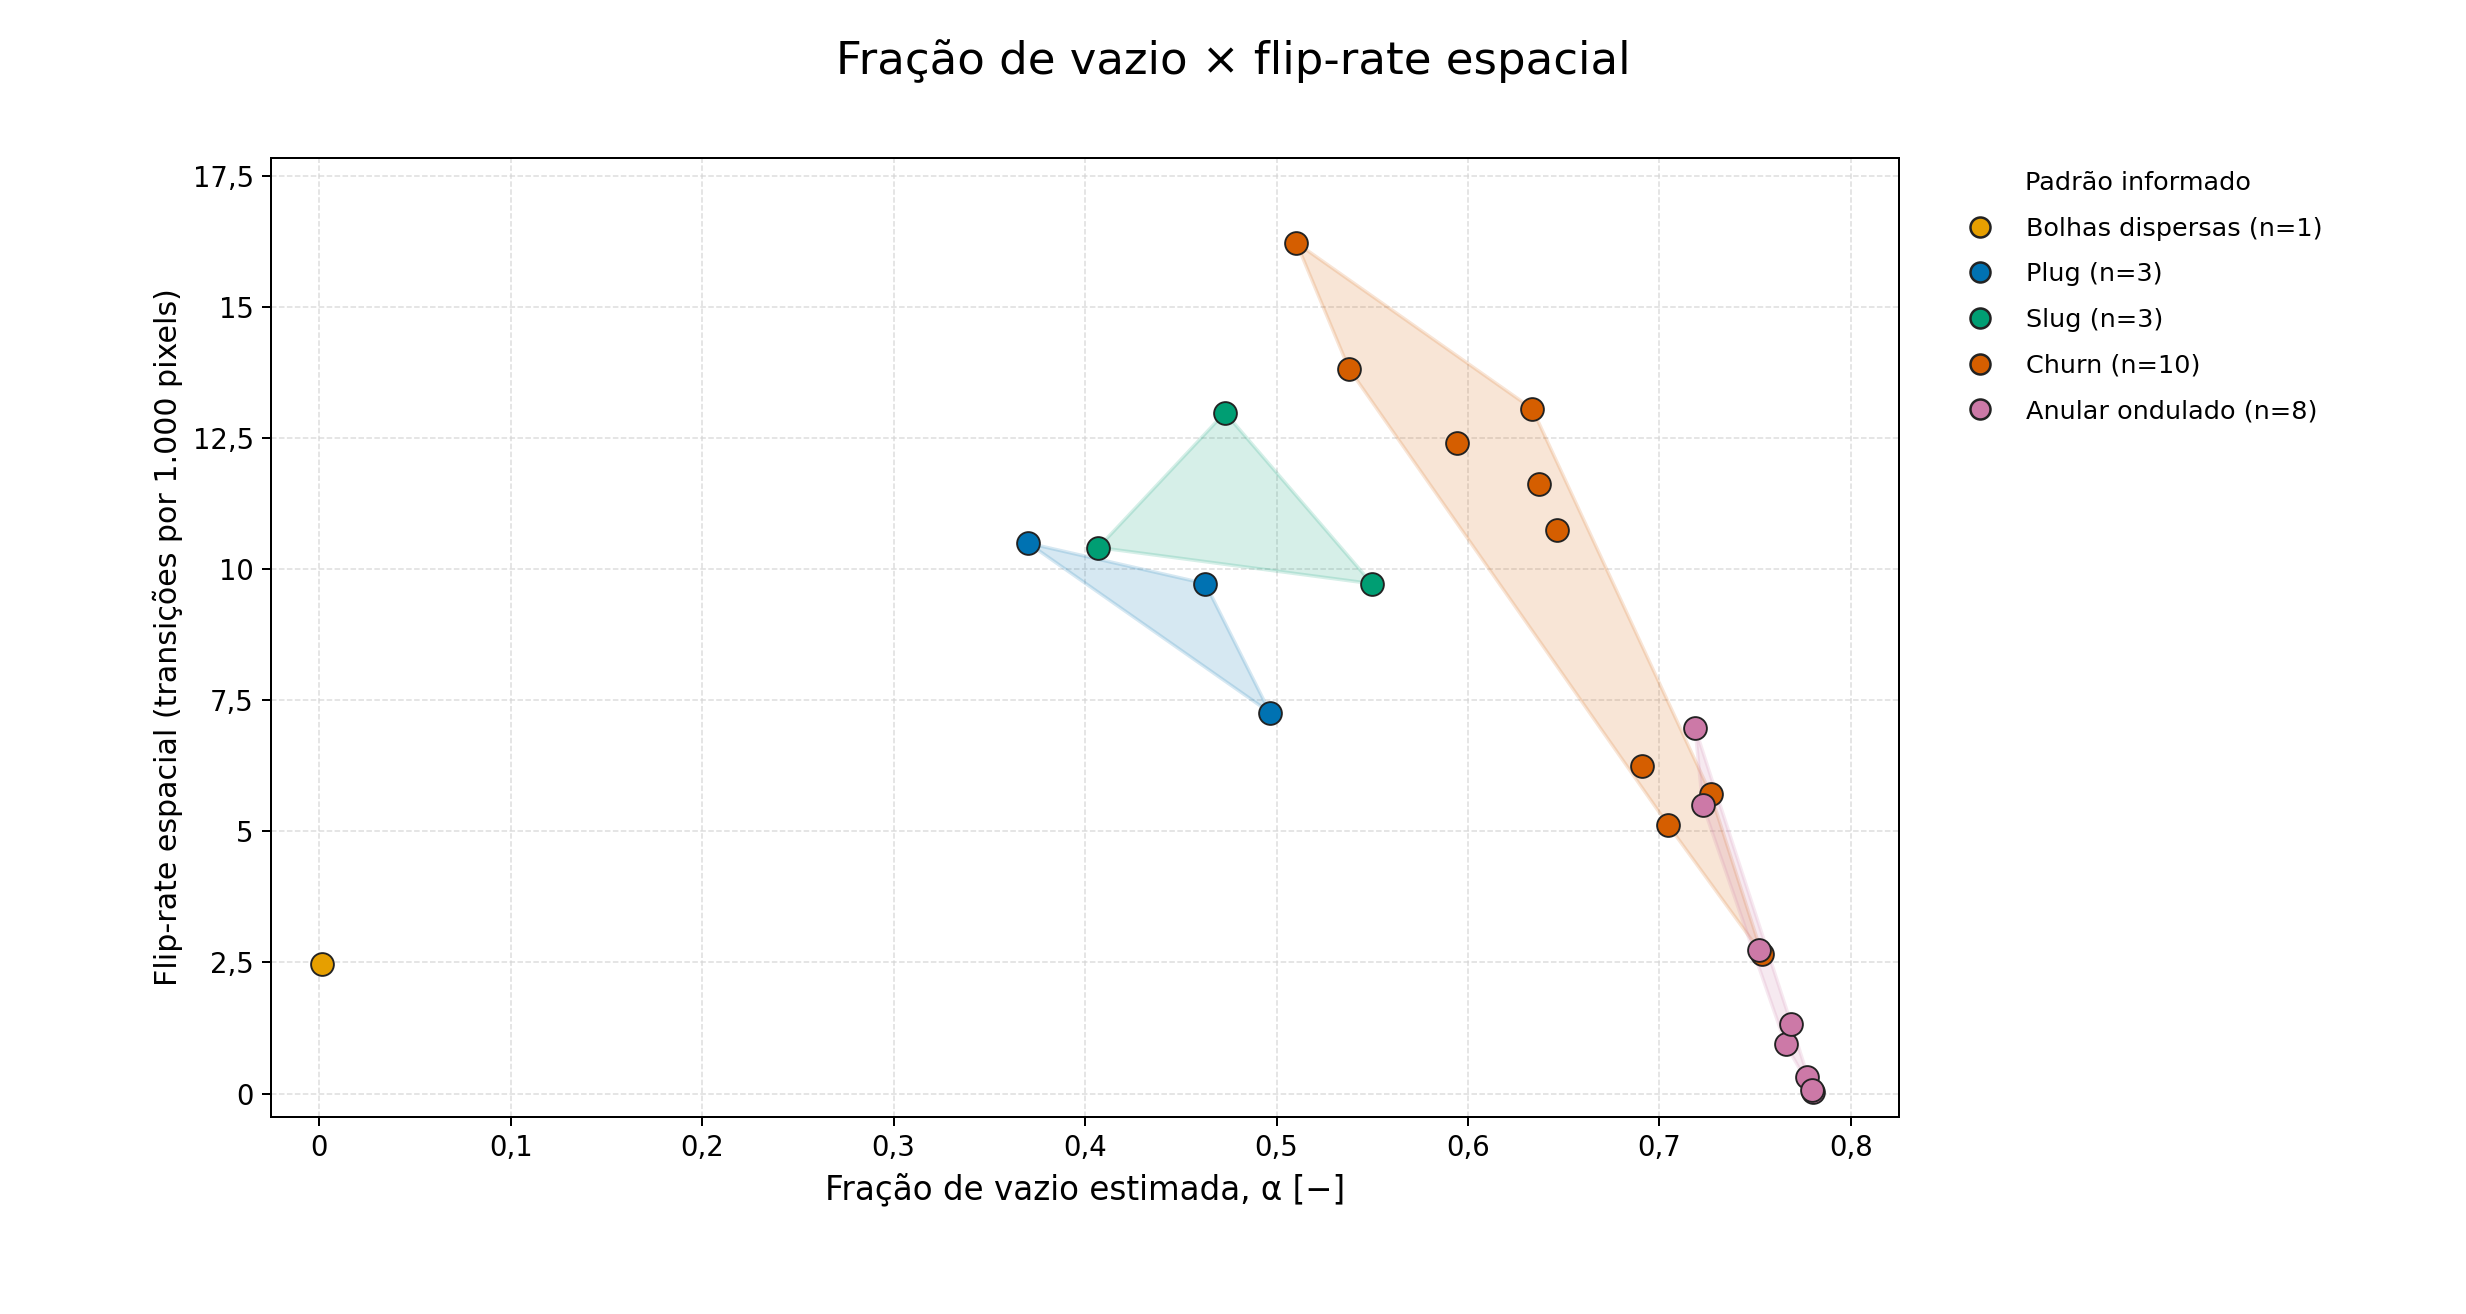 Fração de vazio × flip-rate espacial
Flip-rate espacial (transições por 1.000 pixels)
17,5
15
12,5
10
7,5
5
2,5
0
0
0,1
0,2
0,3
0,4
0,5
0,6
0,7
0,8
Fração de vazio estimada, α [−]
Padrão informado
Bolhas dispersas (n=1)
Plug (n=3)
Slug (n=3)
Churn (n=10)
Anular ondulado (n=8)